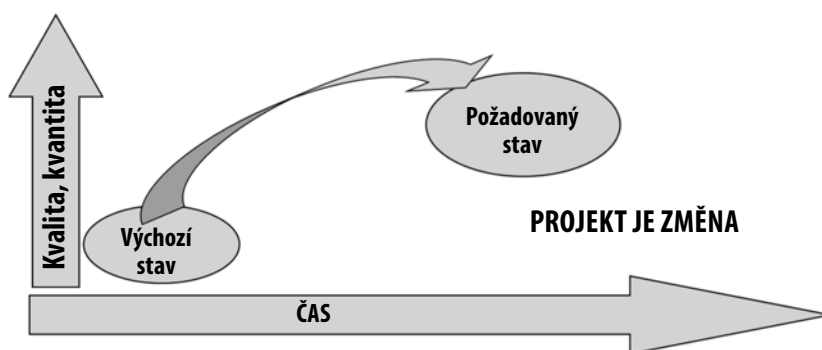 Kvalita, kvantita
Požadovaný
stav
Výchozí
stav
PROJEKT JE ZMĚNA
ČAS